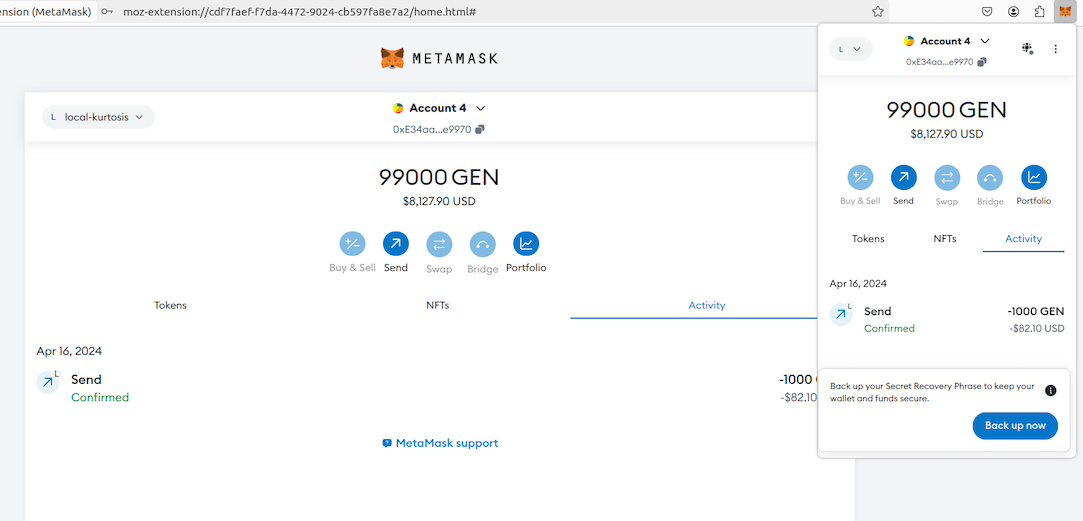 ension (MetaMask)
moz-extension://cdf7faef-f7da-4472-9024-cb597fa8e7a2/home.html#
METAMASK
L local-kurtosis
Account 4
0xE34aa...e9970
99000 GEN
$8,127.90 USD
Buy & Sell Send Swap Bridge Portfolio
Tokens NFTs Activity
Apr 16, 2024
L
Send -1000
Confirmed -$82.10
MetaMask support
L
Account 4
0xE34aa...e9970
99000 GEN
$8,127.90 USD
Buy & Sell Send Swap Bridge Portfolio
Tokens NFTs Activity
Apr 16, 2024
L
Send -1000 GEN
Confirmed -$82.10 USD
Back up your Secret Recovery Phrase to keep your
wallet and funds secure.
Back up now